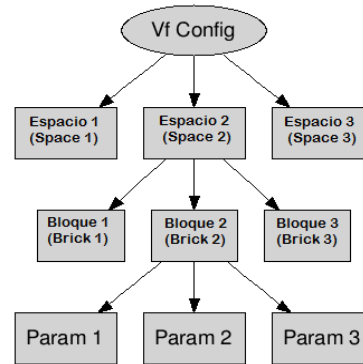 Vf Config
Espacio 1
(Space 1)
Espacio 2
(Space 2)
Espacio 3
(Space 3)
Bloque 1
(Brick 1)
Bloque 2
(Brick 2)
Bloque 3
(Brick 3)
Param 1
Param 2
Param 3